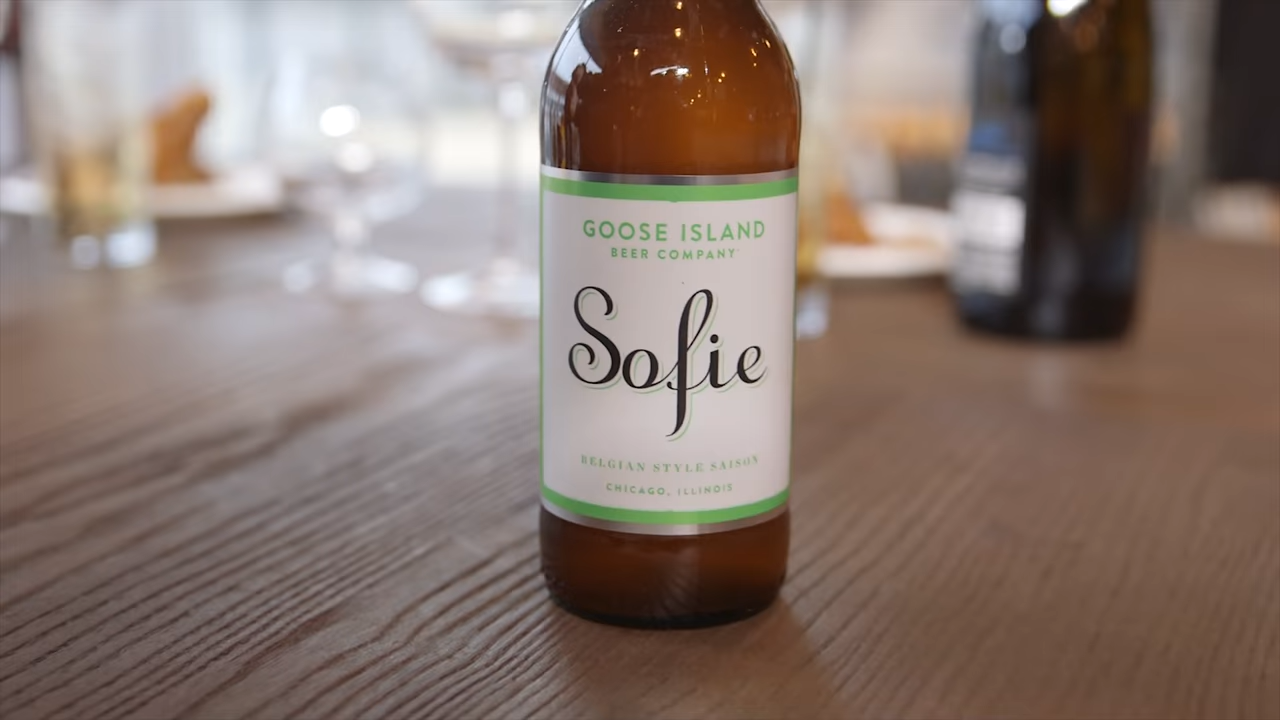 GOOSE ISLAND
BEER COMPANY
Sofie
BELGIAN STYLE SAISON
CHICAGO, ILLINOIS